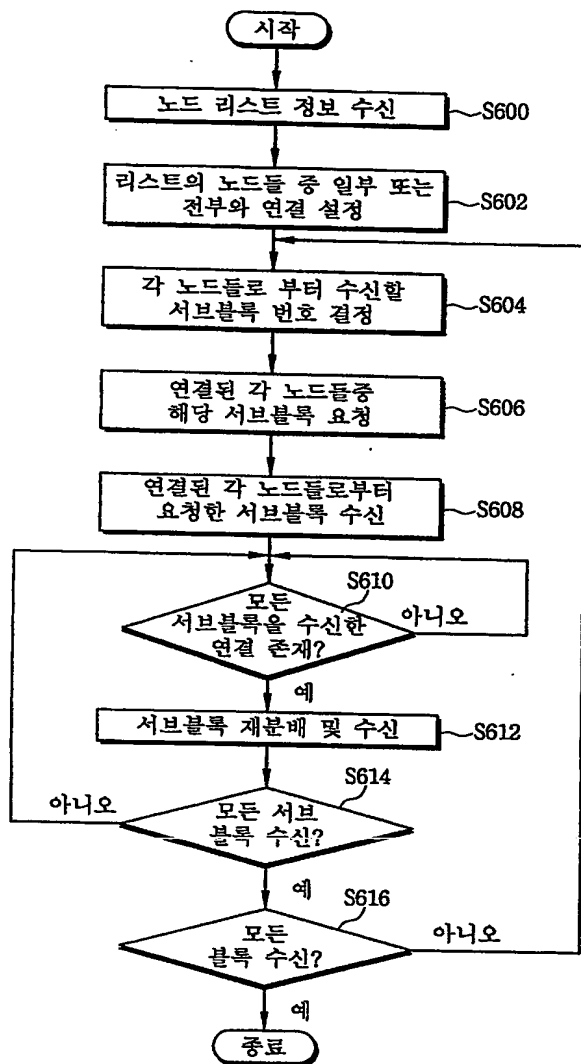 시작
노드 리스트 정보 수신
S600
리스트의 노드들 중 일부 또는
전부와 연결 설정
S602
각 노드들로 부터 수신할
서브블록 번호 결정
S604
연결된 각 노드들중
해당 서브블록 요청
S606
연결된 각 노드들로부터
요청한 서브블록 수신
S608
S610
모든
서브블록을 수신한
연결 존재?
아니오
예
서브블록 재분배 및 수신
S612
S614
아니오
모든 서브
블록 수신?
예
S616
모든
블록 수신?
아니오
예
종료